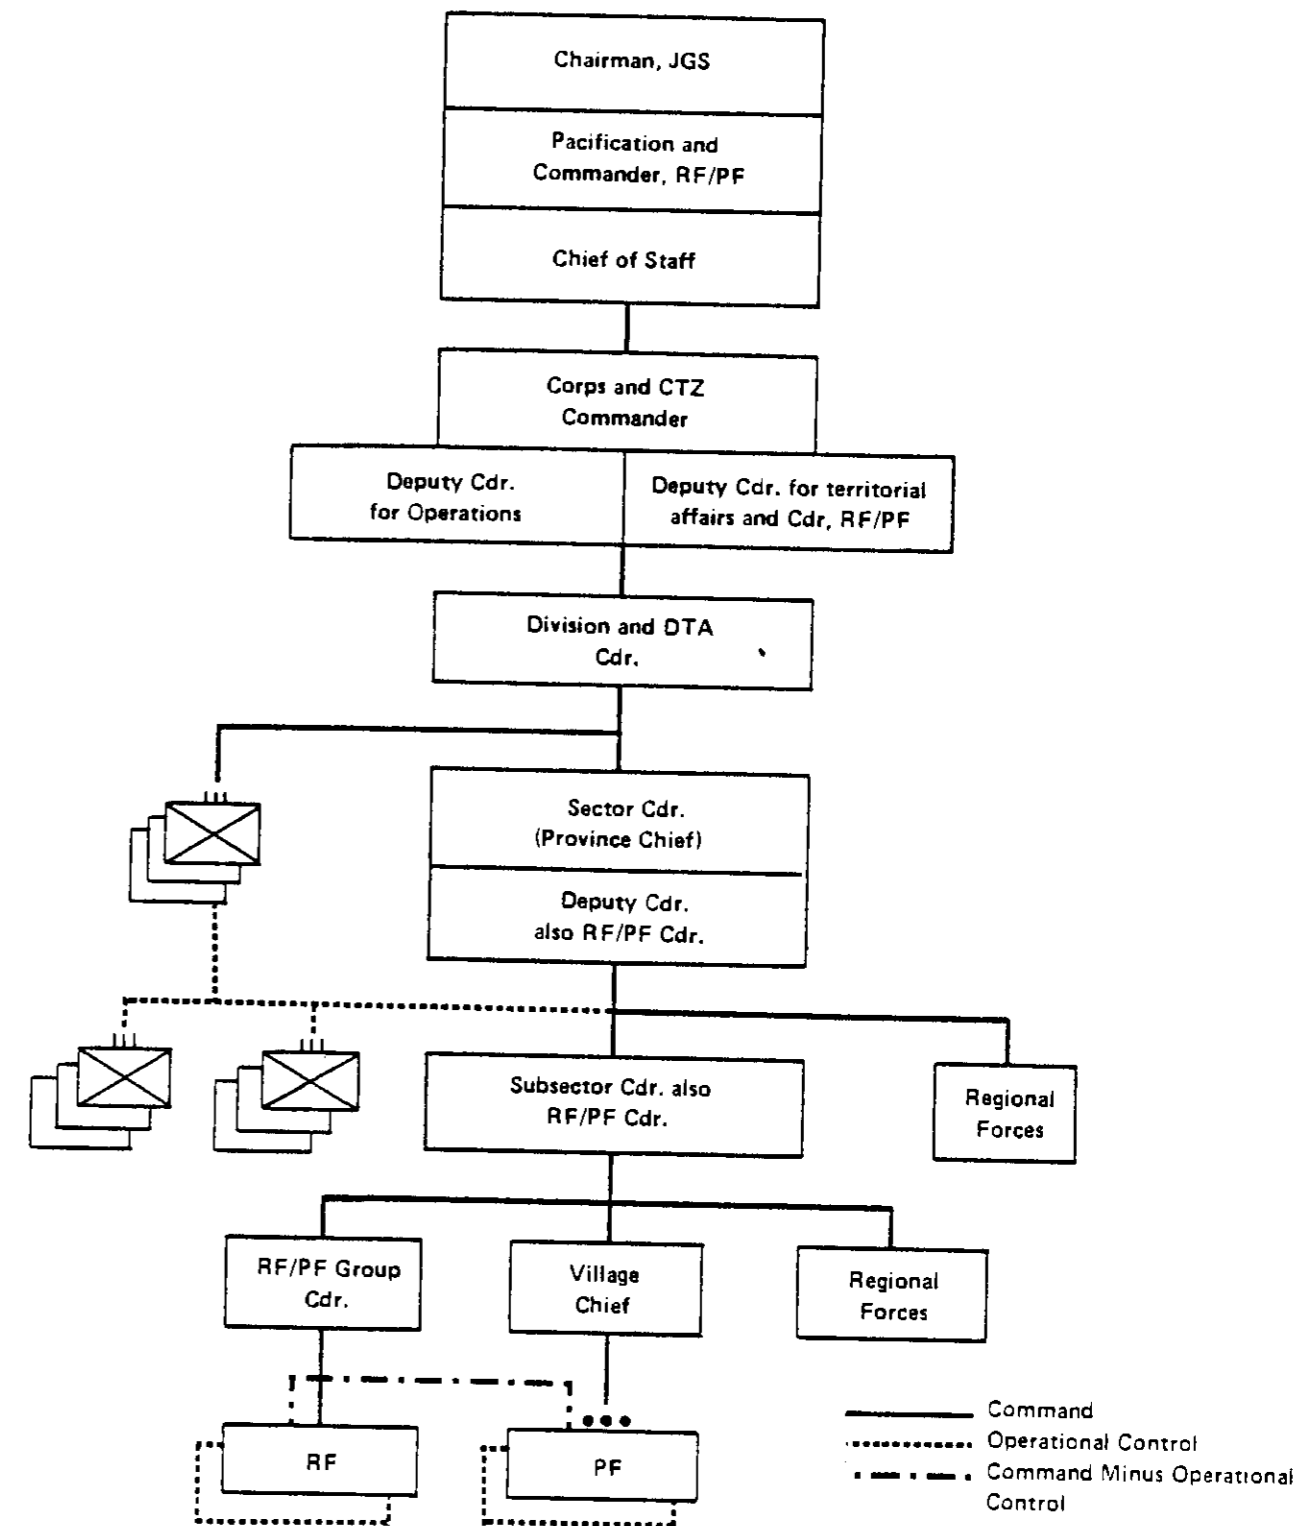 Chairman, JGS
Pacification and
Commander, RF/PF
Chief of Staff
Corps and CTZ
Commander
Deputy Cdr.
for Operations
Deputy Cdr. for territorial
affairs and Cdr, RF/PF
Division and DTA
Cdr.
Sector Cdr.
(Province Chief)
Deputy Cdr.
also RF/PF Cdr.
Subsector Cdr. also
RF/PF Cdr.
Regional
Forces
RF/PF Group
Cdr.
Village
Chief
Regional
Forces
RF
PF
Command
Operational Control
Command Minus Operational
Control